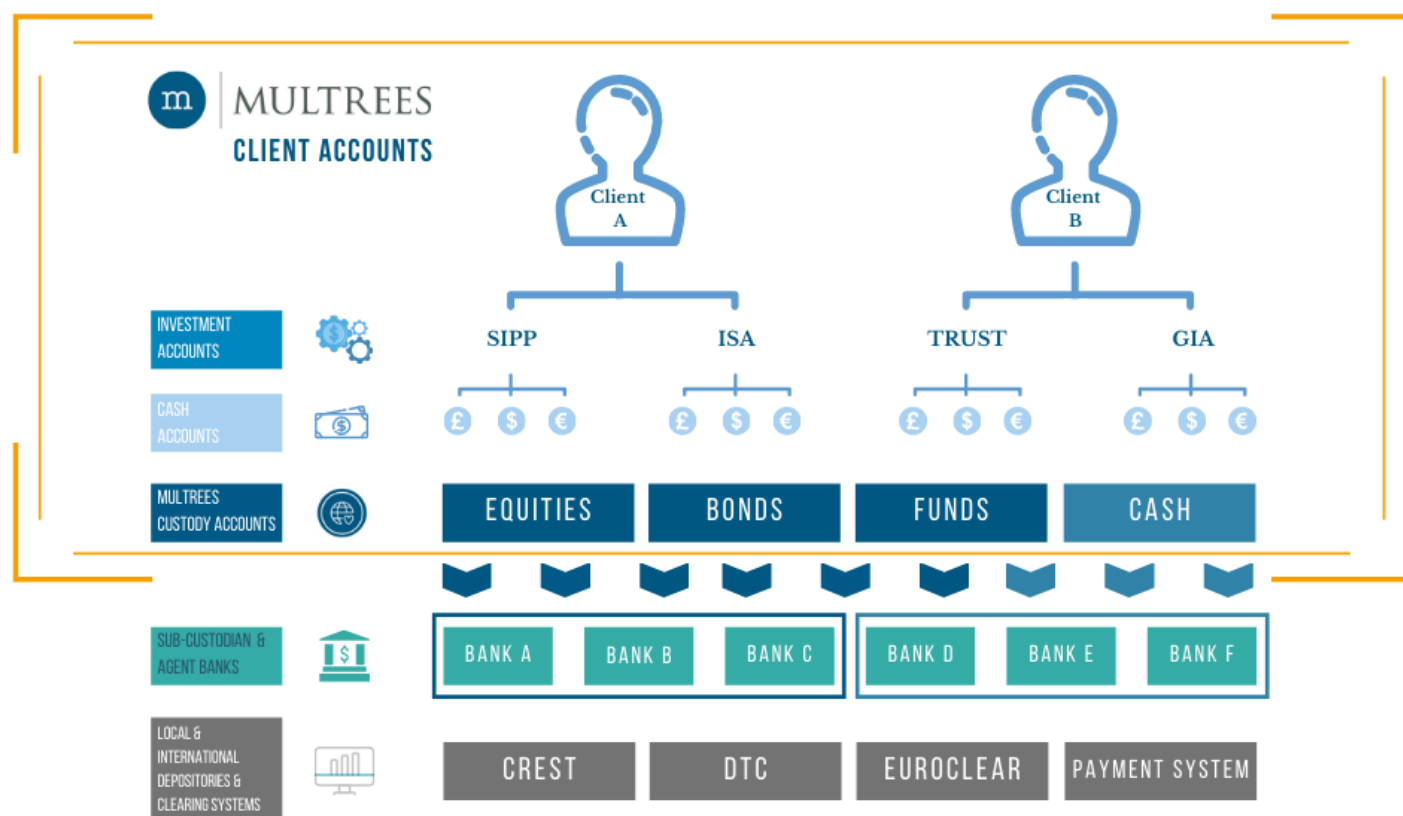 m MULTREES
CLIENT ACCOUNTS
Client
A
Client
B
INVESTMENT
ACCOUNTS
SIPP
ISA
TRUST
GIA
CASH
ACCOUNTS
£ $ € £ $ € £ $ € £ $ €
MULTREES
CUSTODY ACCOUNTS
EQUITIES
BONDS
FUNDS
CASH
SUB-CUSTODIAN &
AGENT BANKS
BANK A
BANK B
BANK C
BANK D
BANK E
BANK F
LOCAL &
INTERNATIONAL
DEPOSITORIES &
CLEARING SYSTEMS
CREST
DTC
EUROCLEAR
PAYMENT SYSTEM